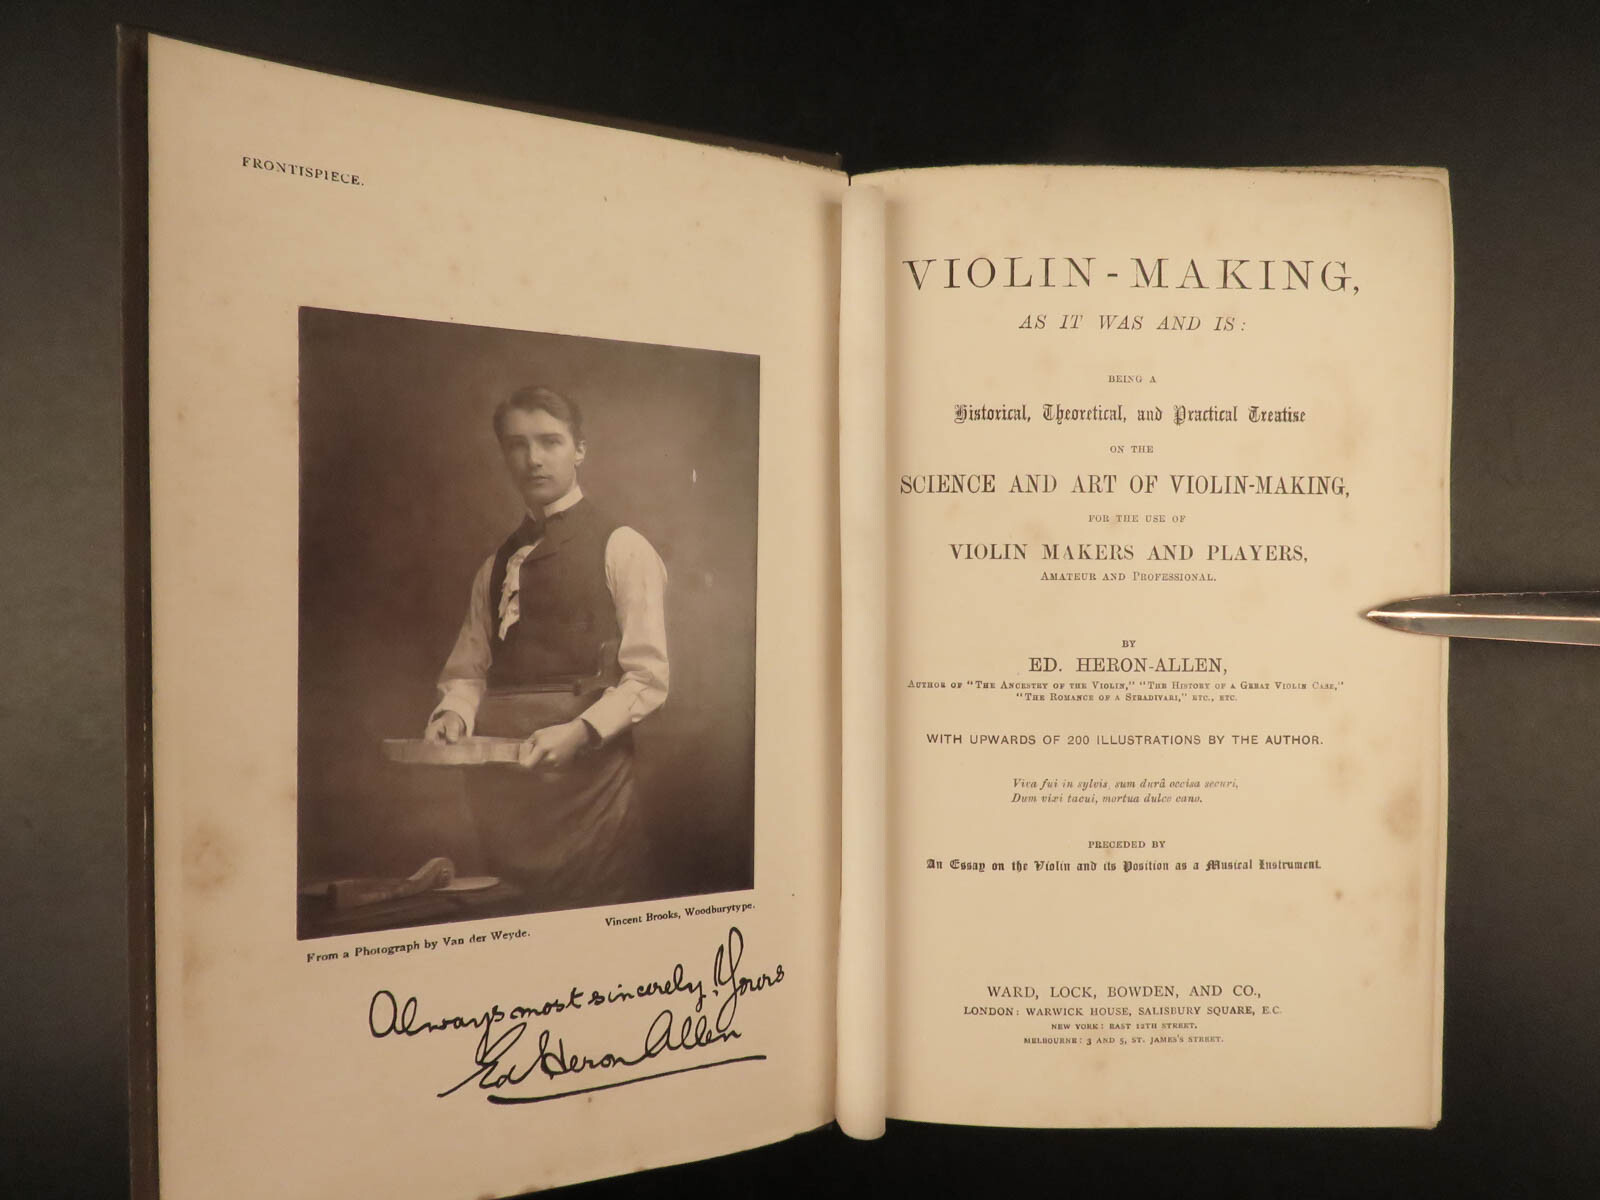 FRONTISPIECE.
From a Photograph by Van der Weyde.
Vincent Brooks, Woodburytype.
Always most sincerely Yours
Ed Heron Allen
VIOLIN-MAKING,
AS IT WAS AND IS:
BEING A
Historical, Theoretical, and Practical Treatise
ON THE
SCIENCE AND ART OF VIOLIN-MAKING,
FOR THE USE OF
VIOLIN MAKERS AND PLAYERS,
AMATEUR AND PROFESSIONAL.
BY
ED. HERON-ALLEN,
AUTHOR OF "THE ANCESTRY OF THE VIOLIN," "THE HISTORY OF A GREAT VIOLIN CASE,"
"THE ROMANCE OF A STRADIVARI," ETC., ETC.
WITH UPWARDS OF 200 ILLUSTRATIONS BY THE AUTHOR.
Viva fui in sylvis, sum durâ occisa securi,
Dum vixi tacui, mortua dulce cano.
PRECEDED BY
An Essay on the Violin and its Position as a Musical Instrument.
WARD, LOCK, BOWDEN, AND CO.,
LONDON: WARWICK HOUSE, SALISBURY SQUARE, E.C.
NEW YORK: EAST 12TH STREET.
MELBOURNE: 3 AND 5, ST. JAMES'S STREET.